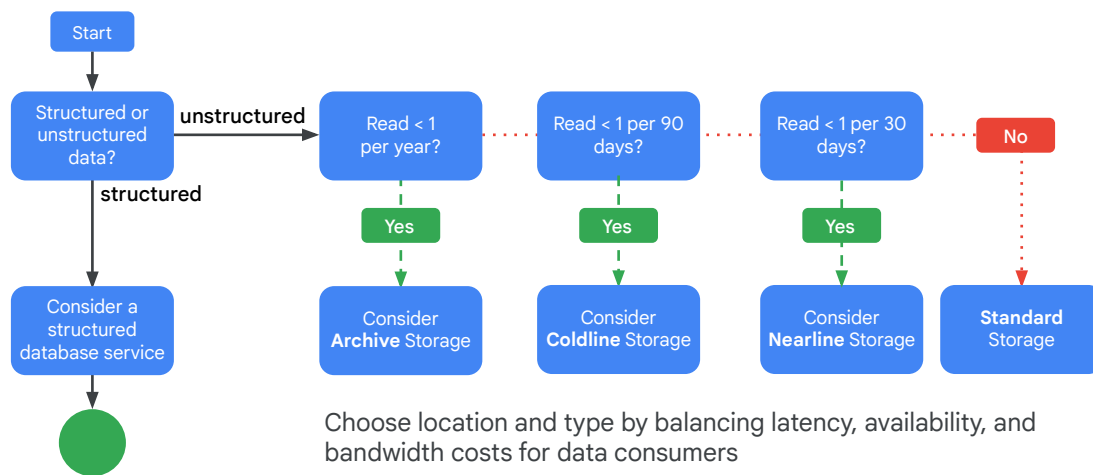 Start
Structured or
unstructured
data?
unstructured
Read < 1
per year?
Read < 1 per 90
days?
Read < 1 per 30
days?
No
structured
Yes
Yes
Yes
Consider a
structured
database service
Consider
Archive Storage
Consider
Coldline Storage
Consider
Nearline Storage
Standard
Storage
Choose location and type by balancing latency, availability, and
bandwidth costs for data consumers